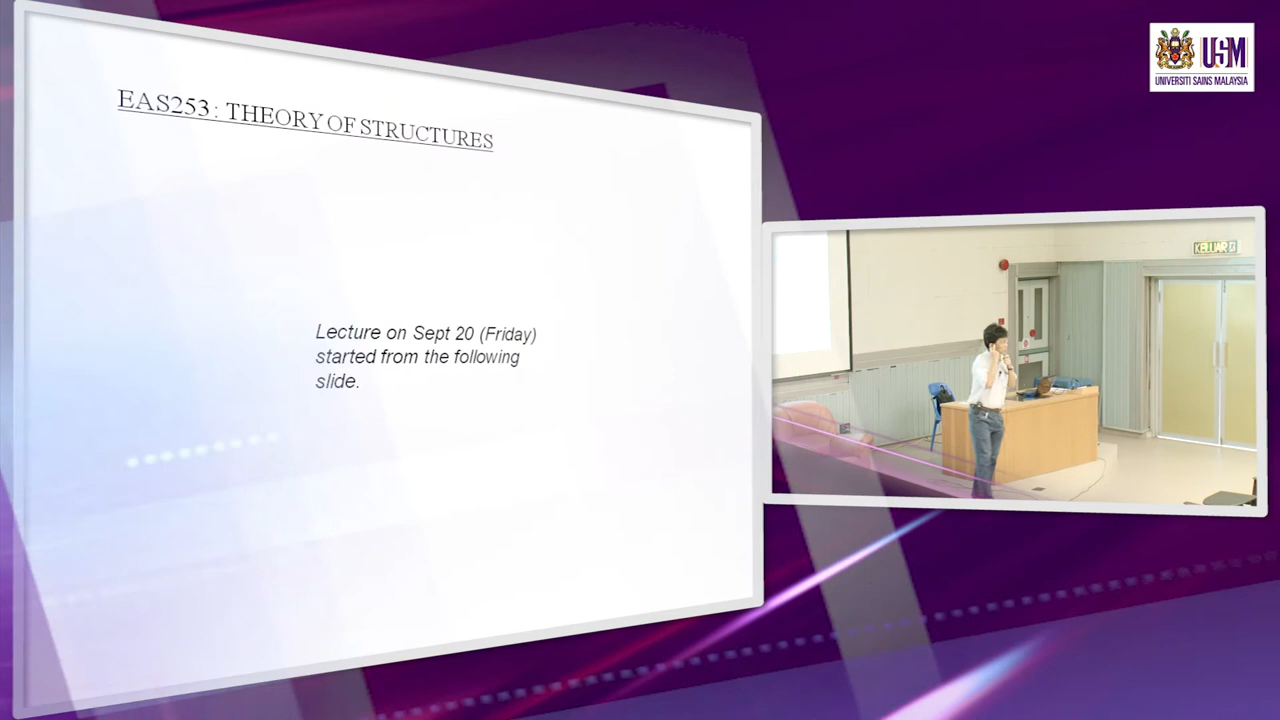 EAS253: THEORY OF STRUCTURES
Lecture on Sept 20 (Friday)
started from the following
slide.
USM
UNIVERSITI SAINS MALAYSIA
KELUAR